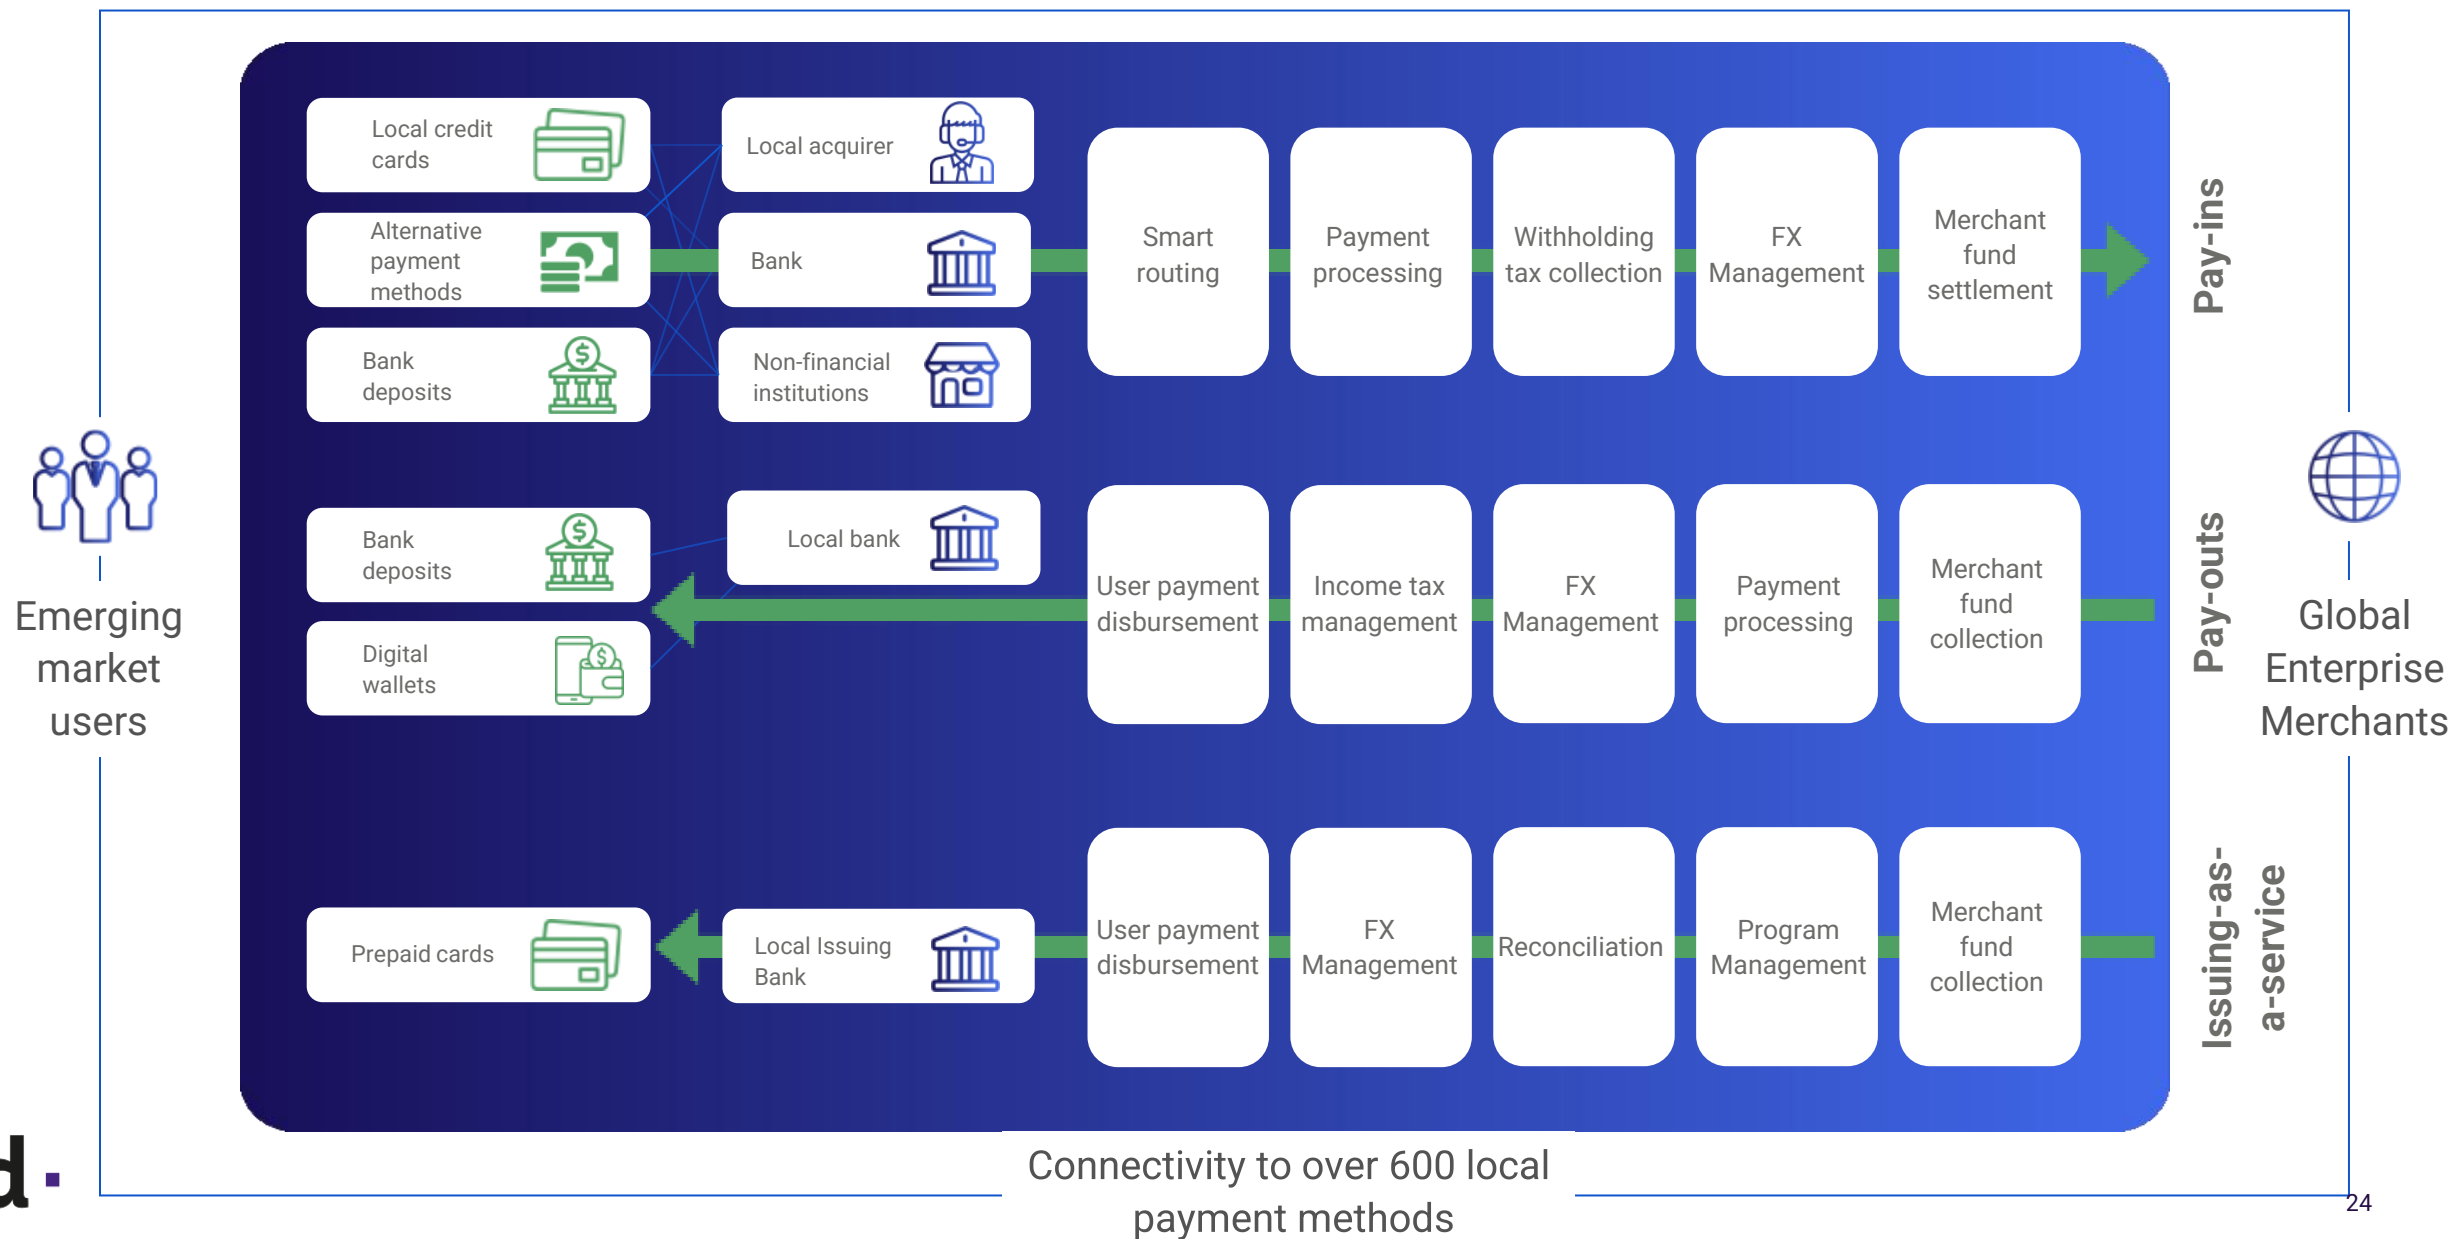 Local credit
cards
Local acquirer
Alternative
payment
methods
Bank
Bank
deposits
Non-financial
institutions
Smart
routing
Payment
processing
Withholding
tax collection
FX
Management
Merchant
fund
settlement
Pay-ins
Bank
deposits
Local bank
Digital
wallets
User payment
disbursement
Income tax
management
FX
Management
Payment
processing
Merchant
fund
collection
Pay-outs
Emerging
market
users
Global
Enterprise
Merchants
Prepaid cards
Local Issuing
Bank
User payment
disbursement
FX
Management
Reconciliation
Program
Management
Merchant
fund
collection
Issuing-as-
a-service
Connectivity to over 600 local
payment methods
d
24